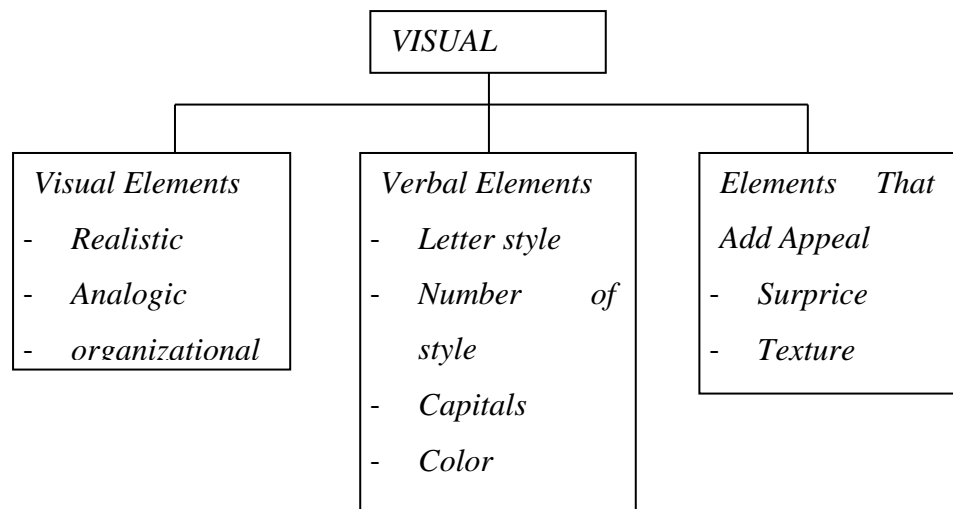 VISUAL
Visual Elements
- Realistic
- Analogic
- organizational
Verbal Elements
- Letter style
- Number of
style
- Capitals
- Color
Elements That
Add Appeal
- Surprice
- Texture